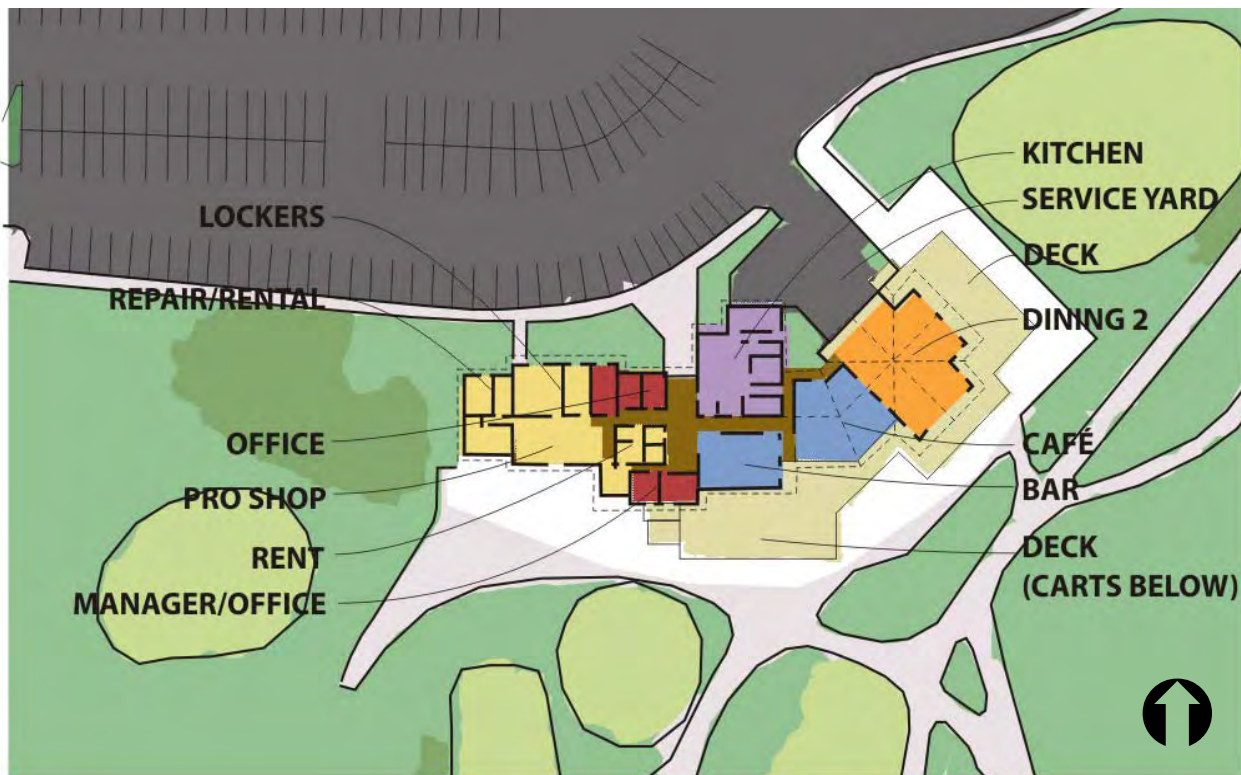 LOCKERS
REPAIR/RENTAL
OFFICE
PRO SHOP
RENT
MANAGER/OFFICE
KITCHEN
SERVICE YARD
DECK
DINING 2
CAFÉ
BAR
DECK
(CARTS BELOW)